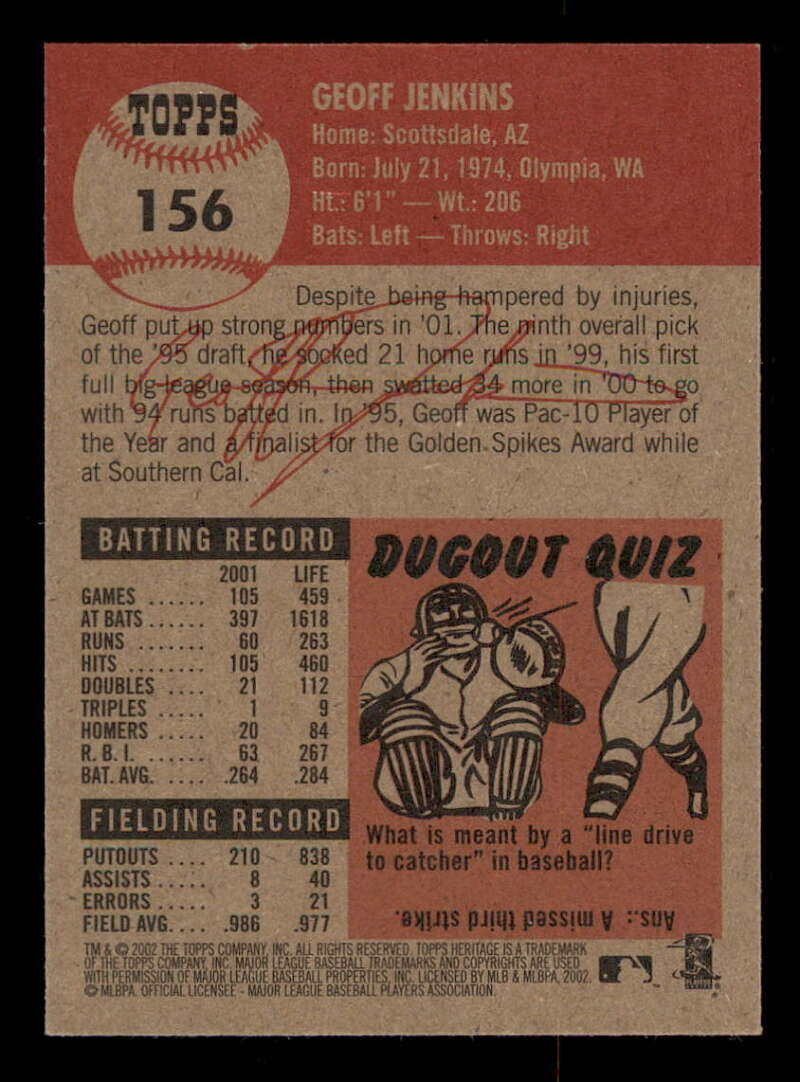 TOPPS
156
GEOFF JENKINS
Home: Scottsdale, AZ
Born: July 21, 1974, Olympia, WA
Ht.: 6'1" — Wt.: 206
Bats: Left — Throws: Right
Despite being hampered by injuries,
Geoff put up strong numbers in '01. The ninth overall pick
of the '95 draft, he socked 21 home runs in '99, his first
full big-league season, then swatted 34 more in '00 to go
with 94 runs batted in. In '95, Geoff was Pac-10 Player of
the Year and a finalist for the Golden Spikes Award while
at Southern Cal.
BATTING RECORD
2001 LIFE
GAMES ...... 105 459
AT BATS ...... 397 1618
RUNS ....... 60 263
HITS ........ 105 460
DOUBLES .... 21 112
TRIPLES ..... 1 9
HOMERS ..... 20 84
R.B.I. ...... 63 267
BAT. AVG. .... .264 .284
FIELDING RECORD
PUTOUTS .... 210 838
ASSISTS ..... 8 40
ERRORS ..... 3 21
FIELD AVG. ... .986 .977
DUGOUT QUIZ
What is meant by a "line drive
to catcher" in baseball?
Ans.: A missed third strike.
TM & © 2002 THE TOPPS COMPANY, INC. ALL RIGHTS RESERVED. TOPPS HERITAGE IS A TRADEMARK
OF THE TOPPS COMPANY, INC. MAJOR LEAGUE BASEBALL TRADEMARKS AND COPYRIGHTS ARE USED
WITH PERMISSION OF MAJOR LEAGUE BASEBALL PROPERTIES, INC. LICENSED BY MLB & MLBPA, 2002.
© MLBPA. OFFICIAL LICENSEE - MAJOR LEAGUE BASEBALL PLAYERS ASSOCIATION.